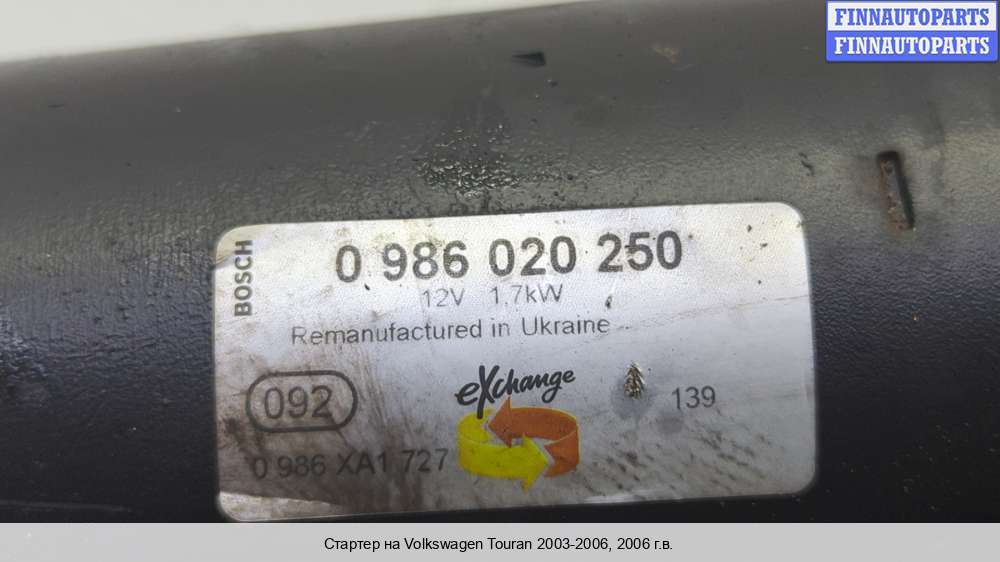 FINNAUTOPARTS
FINNAUTOPARTS
BOSCH
0 986 020 250
12V 1,7kW
Remanufactured in Ukraine
eXchange
092
139
0 986 XA1 727
Стартер на Volkswagen Touran 2003-2006, 2006 г.в.